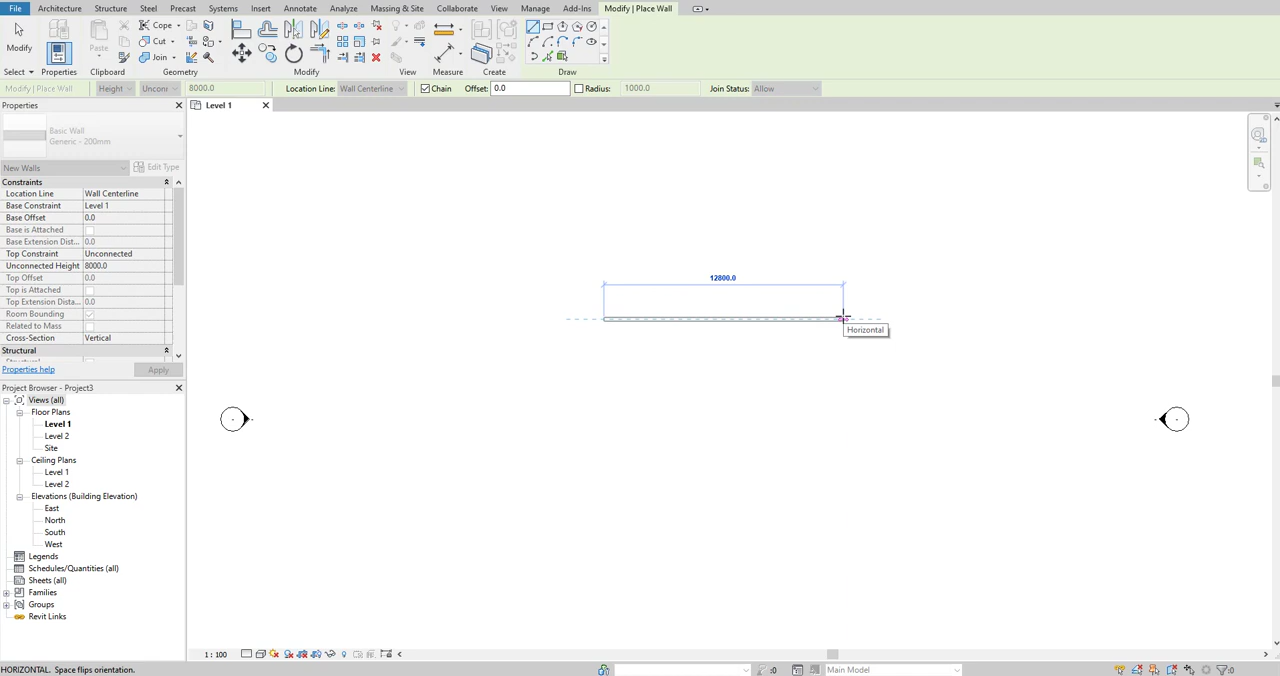 File Architecture Structure Steel Precast Systems Insert Annotate Analyze Massing & Site Collaborate View Manage Add-Ins Modify | Place Wall
Modify
Properties
Paste
Cope
Cut
Join
Select Properties Clipboard Geometry Modify View Measure Create Draw
Modify | Place Wall Height Unconr 8000.0 Location Line: Wall Centerline Chain Offset: 0.0 Radius: 1000.0 Join Status: Allow
Properties
Level 1
Basic Wall
Generic - 200mm
New Walls Edit Type
Constraints
Location Line Wall Centerline
Base Constraint Level 1
Base Offset 0.0
Base is Attached
Base Extension Dist... 0.0
Top Constraint Unconnected
Unconnected Height 8000.0
Top Offset 0.0
Top is Attached
Top Extension Dista... 0.0
Room Bounding
Related to Mass
Cross-Section Vertical
Structural
Properties help Apply
12800.0
Horizontal
Project Browser - Project3
Views (all)
Floor Plans
Level 1
Level 2
Site
Ceiling Plans
Level 1
Level 2
Elevations (Building Elevation)
East
North
South
West
Legends
Schedules/Quantities (all)
Sheets (all)
Families
Groups
Revit Links
1 : 100
HORIZONTAL. Space flips orientation. :0 Main Model :0